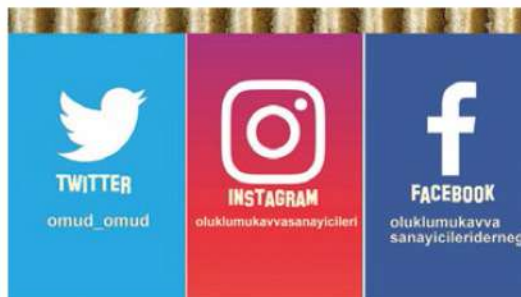 TWITTER
omud_omud
INSTAGRAM
oluklumukavvasanayicileri
FACEBOOK
oluklumukavva
sanayicileriderneg